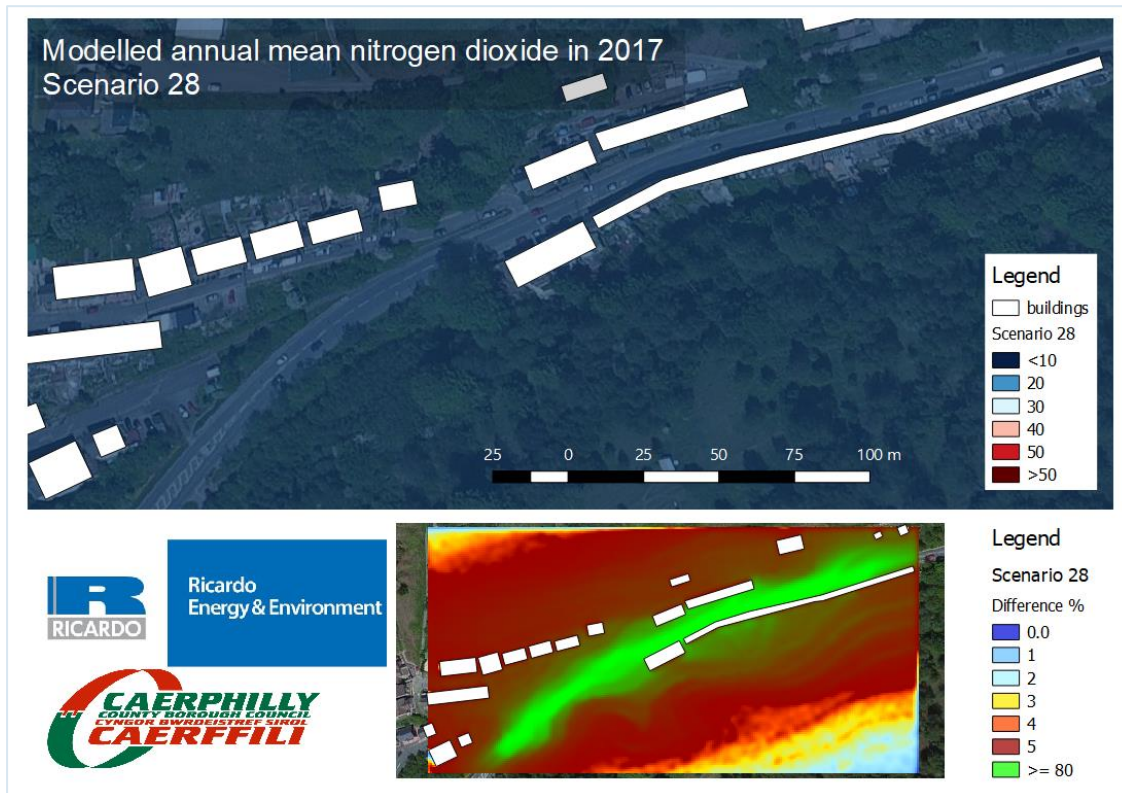 Modelled annual mean nitrogen dioxide in 2017
Scenario 28
Legend
buildings
Scenario 28
<10
20
30
40
50
>50
25 0 25 50 75 100 m
R
RICARDO
Ricardo
Energy & Environment
CAERPHILLY
COUNTY BOROUGH COUNCIL
CYNGOR BWRDEISTREF SIROL
CAERFFILI
Legend
Scenario 28
Difference %
0.0
1
2
3
4
5
>= 80